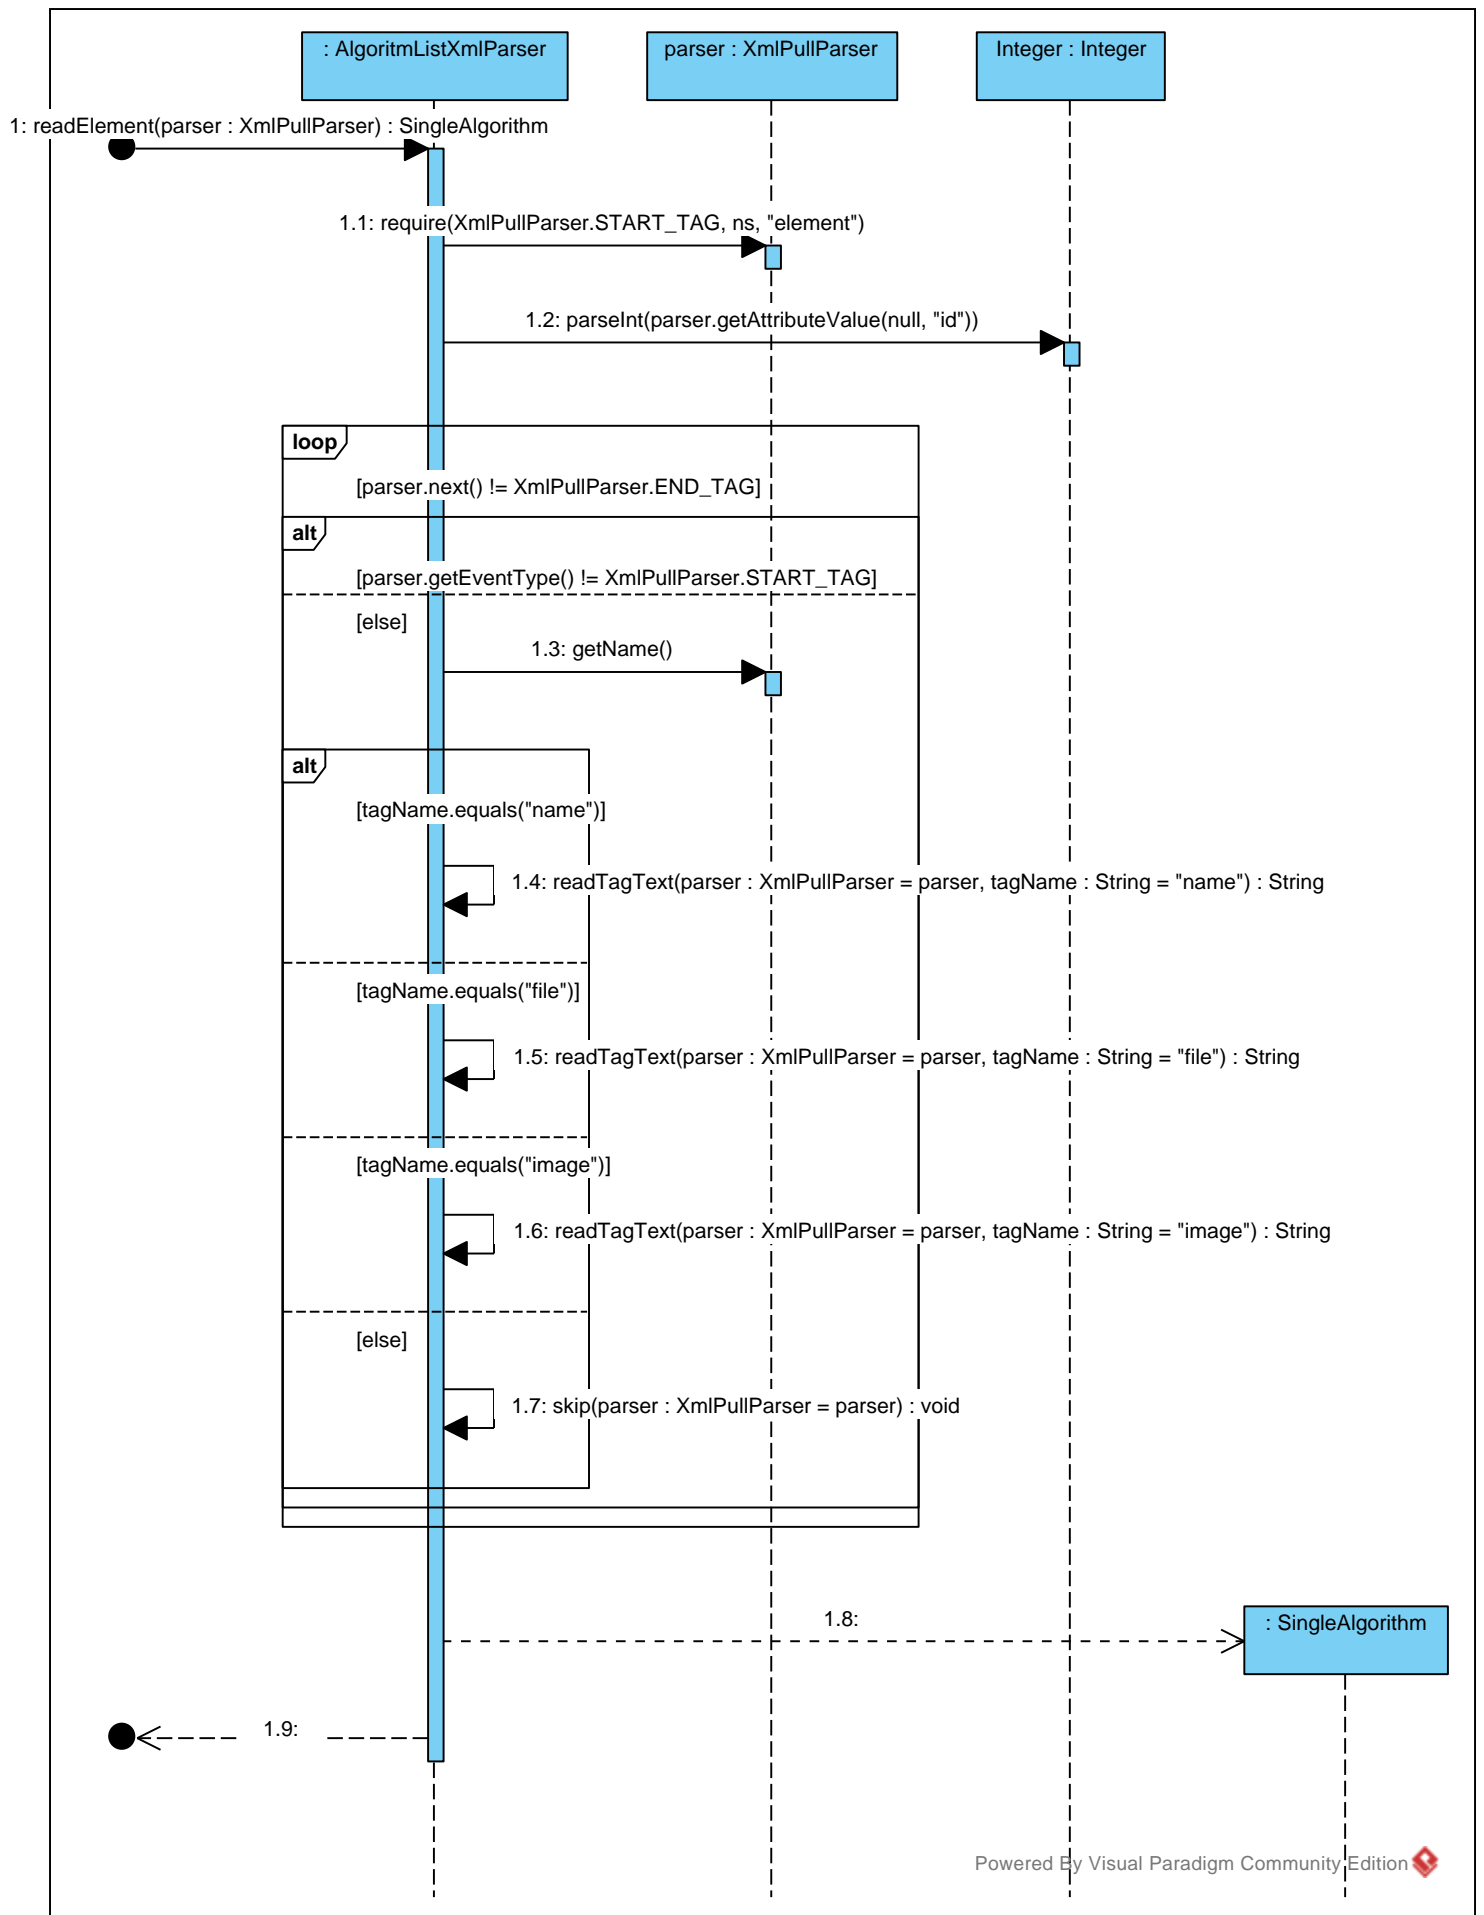 : AlgoritmListXmlParser
parser : XmlPullParser
Integer : Integer
1: readElement(parser : XmlPullParser) : SingleAlgorithm
1.1: require(XmlPullParser.START_TAG, ns, "element")
1.2: parseInt(parser.getAttributeValue(null, "id"))
loop
[parser.next() != XmlPullParser.END_TAG]
alt
[parser.getEventType() != XmlPullParser.START_TAG]
[else]
1.3: getName()
alt
[tagName.equals("name")]
1.4: readTagText(parser : XmlPullParser = parser, tagName : String = "name") : String
[tagName.equals("file")]
1.5: readTagText(parser : XmlPullParser = parser, tagName : String = "file") : String
[tagName.equals("image")]
1.6: readTagText(parser : XmlPullParser = parser, tagName : String = "image") : String
[else]
1.7: skip(parser : XmlPullParser = parser) : void
1.8:
: SingleAlgorithm
1.9:
Powered By Visual Paradigm Community Edition